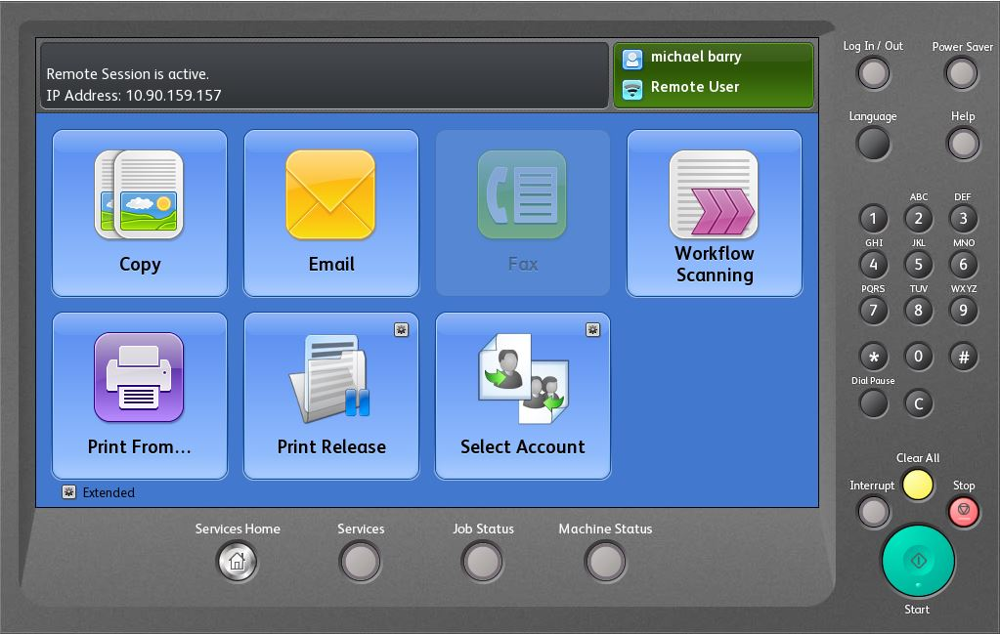 Remote Session is active.
IP Address: 10.90.159.157
michael barry
Remote User
Copy
Email
Fax
Workflow
Scanning
Print From...
Print Release
Select Account
Extended
Services Home
Services
Job Status
Machine Status
Log In / Out
Power Saver
Language
Help
ABC
DEF
1
2
3
GHI
JKL
MNO
4
5
6
PQRS
TUV
WXYZ
7
8
9
*
0
#
Dial Pause
C
Clear All
Interrupt
Stop
Start